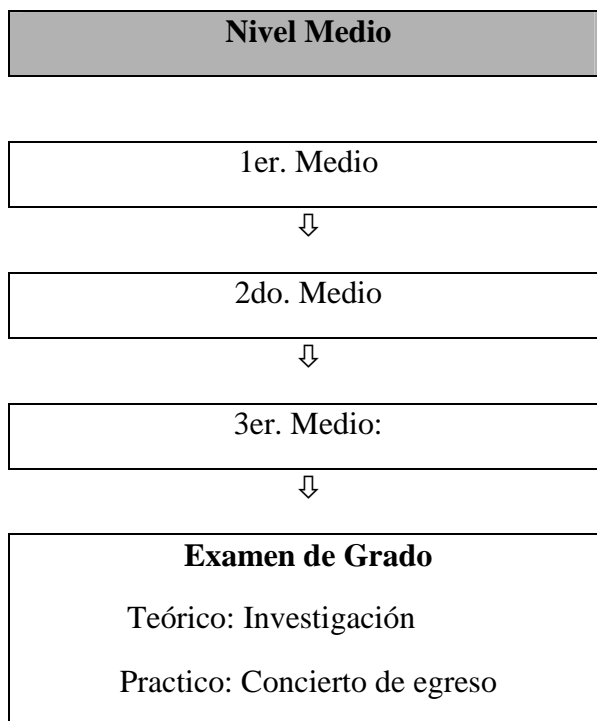 Nivel Medio
1er. Medio
⇩
2do. Medio
⇩
3er. Medio:
⇩
Examen de Grado
Teórico: Investigación
Practico: Concierto de egreso